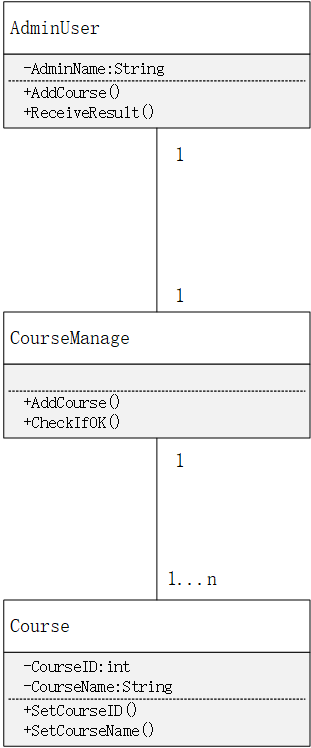 AdminUser
-AdminName:String
+AddCourse()
+ReceiveResult()
1
1
CourseManage
+AddCourse()
+CheckIfOK()
1
1...n
Course
-CourseID:int
-CourseName:String
+SetCourseID()
+SetCourseName()